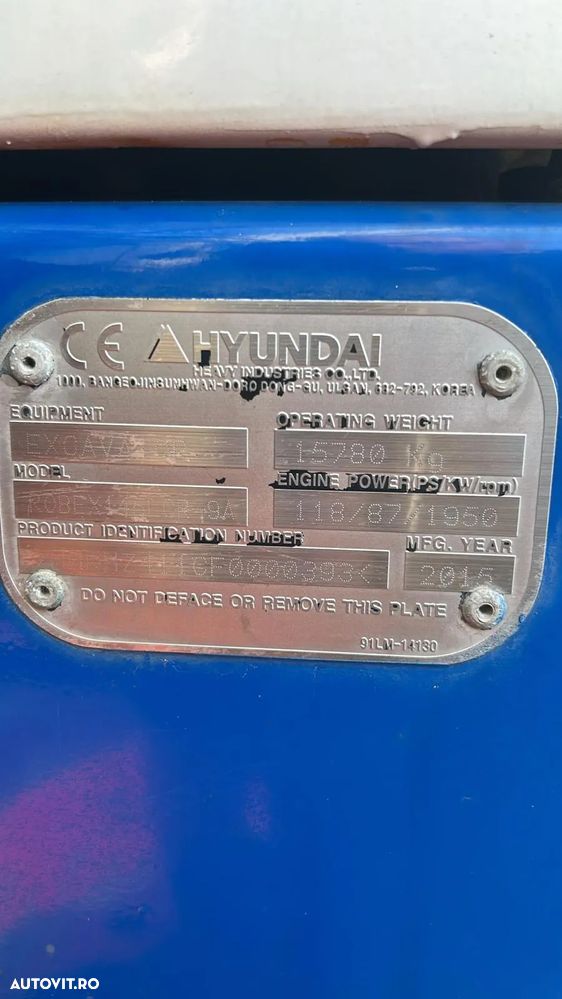 CE HYUNDAI
HEAVY INDUSTRIES CO., LTD.
1000, BANGEOJINSUNHWAN-DORO DONG-GU, ULSAN, 682-792, KOREA
EQUIPMENT
OPERATING WEIGHT
EXCAVATOR
15780 Kg
MODEL
ENGINE POWER(PS/KW/rpm)
118/87/1950
PRODUCT IDENTIFICATION NUMBER
MFG. YEAR
DO NOT DEFACE OR REMOVE THIS PLATE
91LM-14130
AUTOVIT.RO